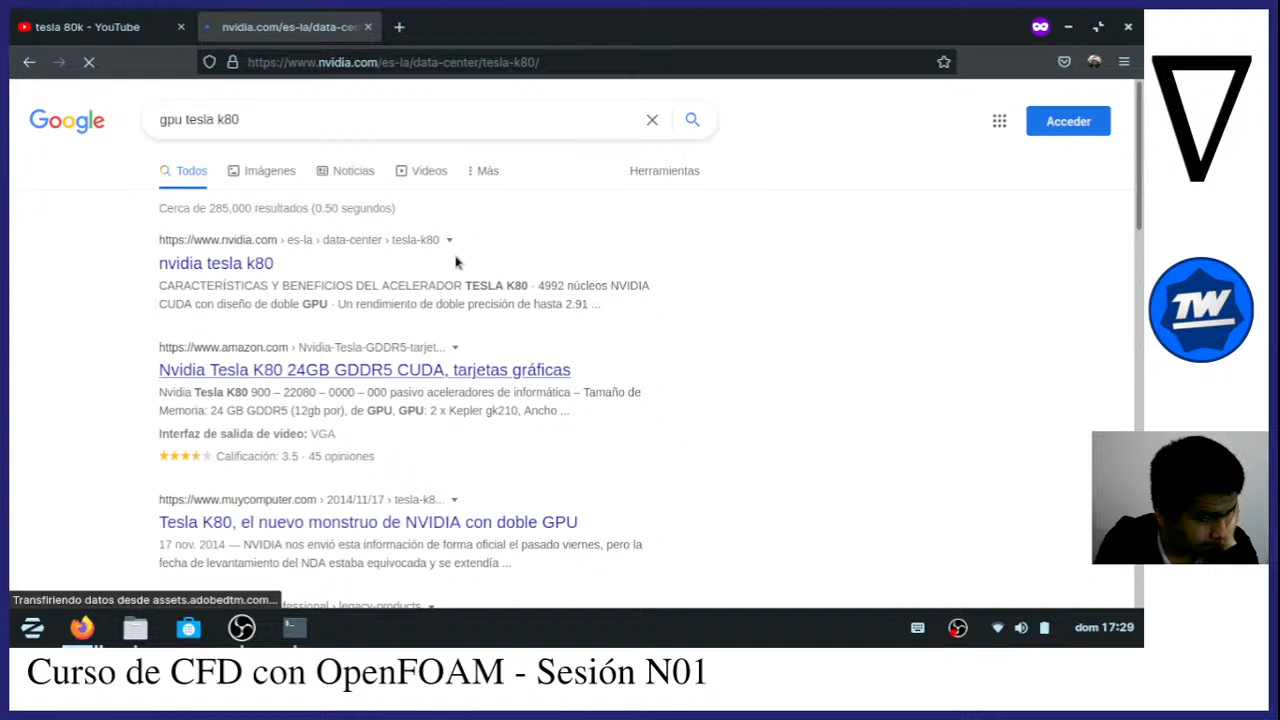 tesla 80k - YouTube
nvidia.com/es-la/data-ce
https://www.nvidia.com/es-la/data-center/tesla-k80/
Google
gpu tesla k80
Acceder
Todos
Imágenes
Noticias
Videos
Más
Herramientas
Cerca de 285,000 resultados (0.50 segundos)
https://www.nvidia.com › es-la › data-center › tesla-k80
nvidia tesla k80
CARACTERÍSTICAS Y BENEFICIOS DEL ACELERADOR TESLA K80 · 4992 núcleos NVIDIA
CUDA con diseño de doble GPU · Un rendimiento de doble precisión de hasta 2.91 ...
https://www.amazon.com › Nvidia-Tesla-GDDR5-tarjet...
Nvidia Tesla K80 24GB GDDR5 CUDA, tarjetas gráficas
Nvidia Tesla K80 900 – 22080 – 0000 – 000 pasivo aceleradores de informática – Tamaño de
Memoria: 24 GB GDDR5 (12gb por), de GPU, GPU: 2 x Kepler gk210, Ancho ...
Interfaz de salida de video: VGA
Calificación: 3.5 · 45 opiniones
https://www.muycomputer.com › 2014/11/17 › tesla-k8...
Tesla K80, el nuevo monstruo de NVIDIA con doble GPU
17 nov. 2014 — NVIDIA nos envió esta información de forma oficial el pasado viernes, pero la
fecha de levantamiento del NDA estaba equivocada y se extendía ...
Transfiriendo datos desde assets.adobedtm.com...
fessional › legacy-products
dom 17:29
TW
Curso de CFD con OpenFOAM - Sesión N01